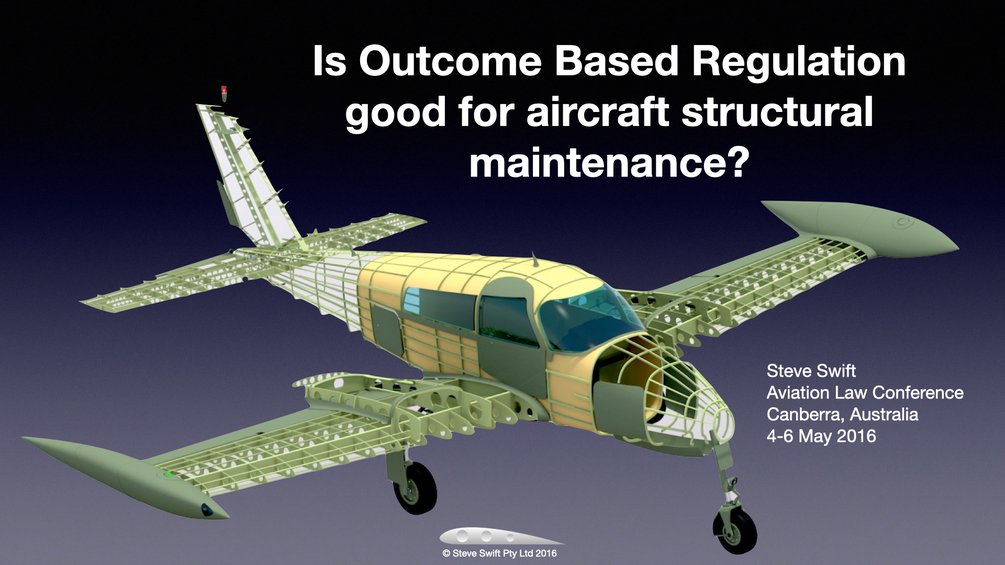 Is Outcome Based Regulation
good for aircraft structural
maintenance?
Steve Swift
Aviation Law Conference
Canberra, Australia
4-6 May 2016
© Steve Swift Pty Ltd 2016